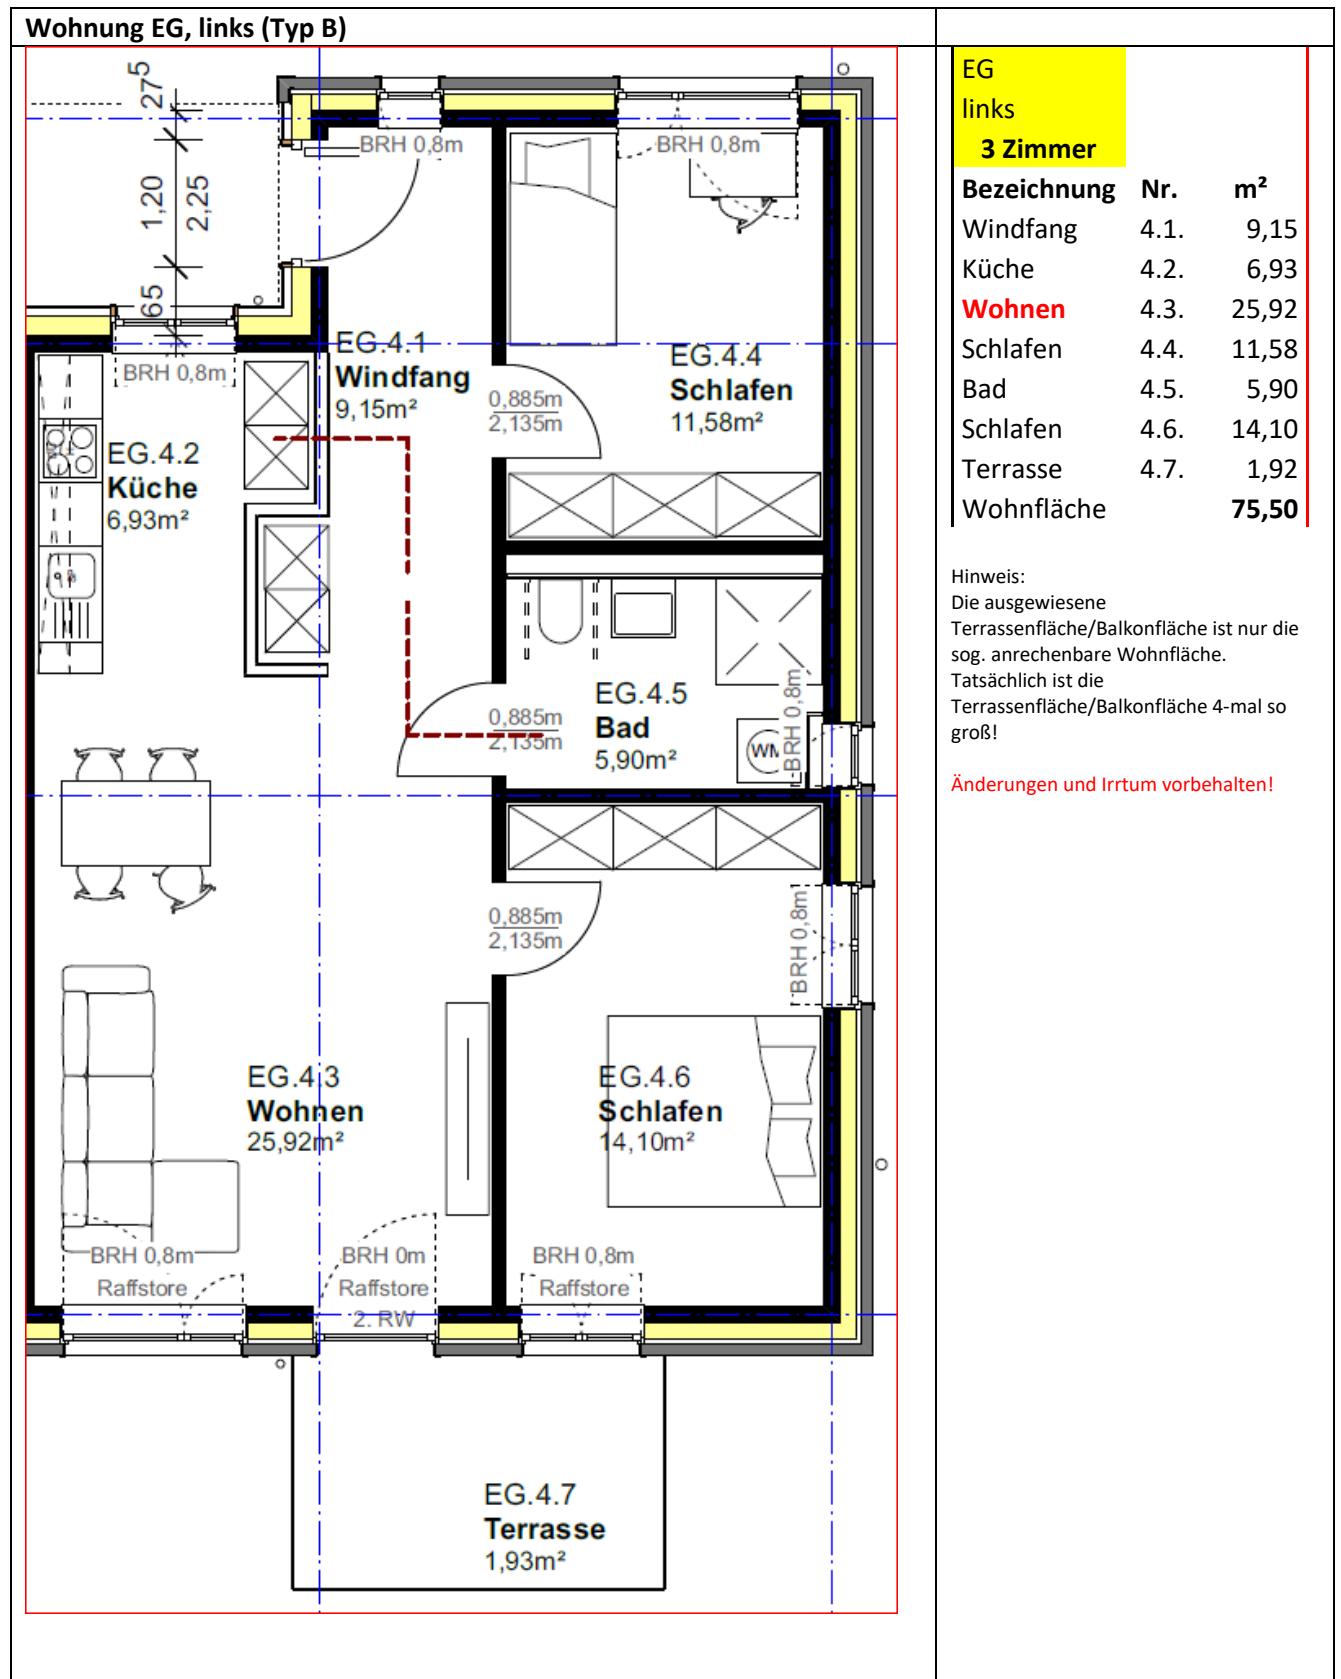 Wohnung EG, links (Typ B)
27⁵
1,20
2,25
65
BRH 0,8m
BRH 0,8m
BRH 0,8m
EG.4.1
Windfang
9,15m²
EG.4.4
Schlafen
11,58m²
0,885m
2,135m
EG.4.2
Küche
6,93m²
EG.4.5
Bad
5,90m²
0,885m
2,135m
WM
BRH 0,8m
0,885m
2,135m
BRH 0,8m
EG.4.3
Wohnen
25,92m²
EG.4.6
Schlafen
14,10m²
BRH 0,8m
Raffstore
BRH 0m
Raffstore
2. RW
BRH 0,8m
Raffstore
EG.4.7
Terrasse
1,93m²
EG
links
3 Zimmer
Bezeichnung Nr. m²
Windfang 4.1. 9,15
Küche 4.2. 6,93
Wohnen 4.3. 25,92
Schlafen 4.4. 11,58
Bad 4.5. 5,90
Schlafen 4.6. 14,10
Terrasse 4.7. 1,92
Wohnfläche 75,50
Hinweis:
Die ausgewiesene
Terrassenfläche/Balkonfläche ist nur die
sog. anrechenbare Wohnfläche.
Tatsächlich ist die
Terrassenfläche/Balkonfläche 4-mal so
groß!
Änderungen und Irrtum vorbehalten!